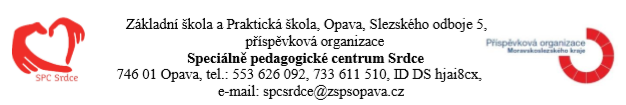 Základní škola a Praktická škola, Opava, Slezského odboje 5,
příspěvková organizace
Speciálně pedagogické centrum Srdce
746 01 Opava, tel.: 553 626 092, 733 611 510, ID DS hjai8cx,
e-mail: spcsrdce@zspsopava.cz
SPC Srdce
Příspěvková organizace
Moravskoslezského kraje